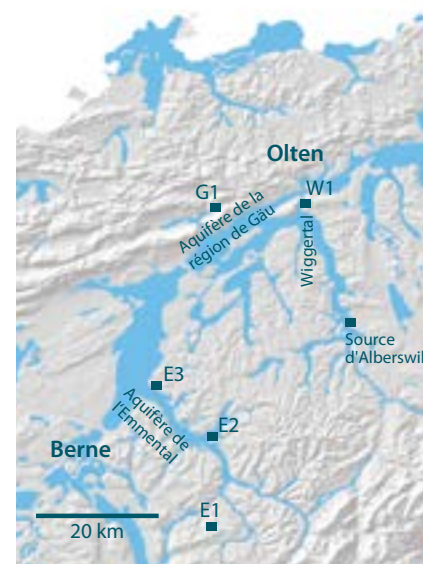 Olten
G1
W1
Aquifère de la
région de Gäu
Wiggertal
Source
d'Alberswil
E3
Aquifère de
l'Emmental
E2
Berne
E1
20 km